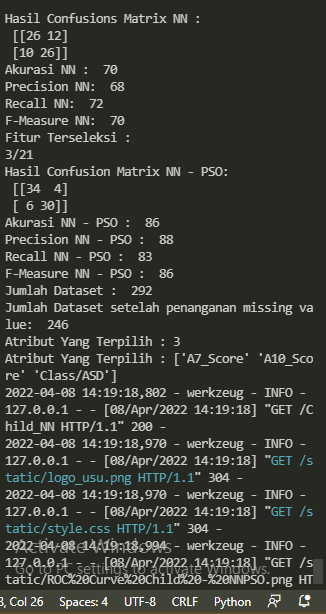 Hasil Confusions Matrix NN :
[[26 12]
[10 26]]
Akurasi NN :  70
Precision NN:  68
Recall NN:  72
F-Measure NN:  70
Fitur Terseleksi :
3/21
Hasil Confusion Matrix NN - PSO:
[[34  4]
[ 6 30]]
Akurasi NN - PSO :  86
Precision NN - PSO :  88
Recall NN - PSO :  83
F-Measure NN - PSO :  86
Jumlah Dataset :  292
Jumlah Dataset setelah penanganan missing va
lue:  246
Atribut Yang Terpilih : 3
Atribut Yang Terpilih : ['A7_Score' 'A10_Sco
re' 'Class/ASD']
2022-04-08 14:19:18,802 - werkzeug - INFO -
127.0.0.1 - - [08/Apr/2022 14:19:18] "GET /C
hild_NN HTTP/1.1" 200 -
2022-04-08 14:19:18,970 - werkzeug - INFO -
127.0.0.1 - - [08/Apr/2022 14:19:18] "GET /s
tatic/logo_usu.png HTTP/1.1" 304 -
2022-04-08 14:19:18,970 - werkzeug - INFO -
127.0.0.1 - - [08/Apr/2022 14:19:18] "GET /s
tatic/style.css HTTP/1.1" 304 -
2022-04-08 14:19:18,994 - werkzeug - INFO -
Activate Windows
127.0.0.1 - - [08/Apr/2022 14:19:18] "GET /s
Go to PC settings to activate Windows.
tatic/ROC%20Curve%20Child%20-%20NNPSO.png HT
3, Col 26 Spaces: 4 UTF-8 CRLF Python